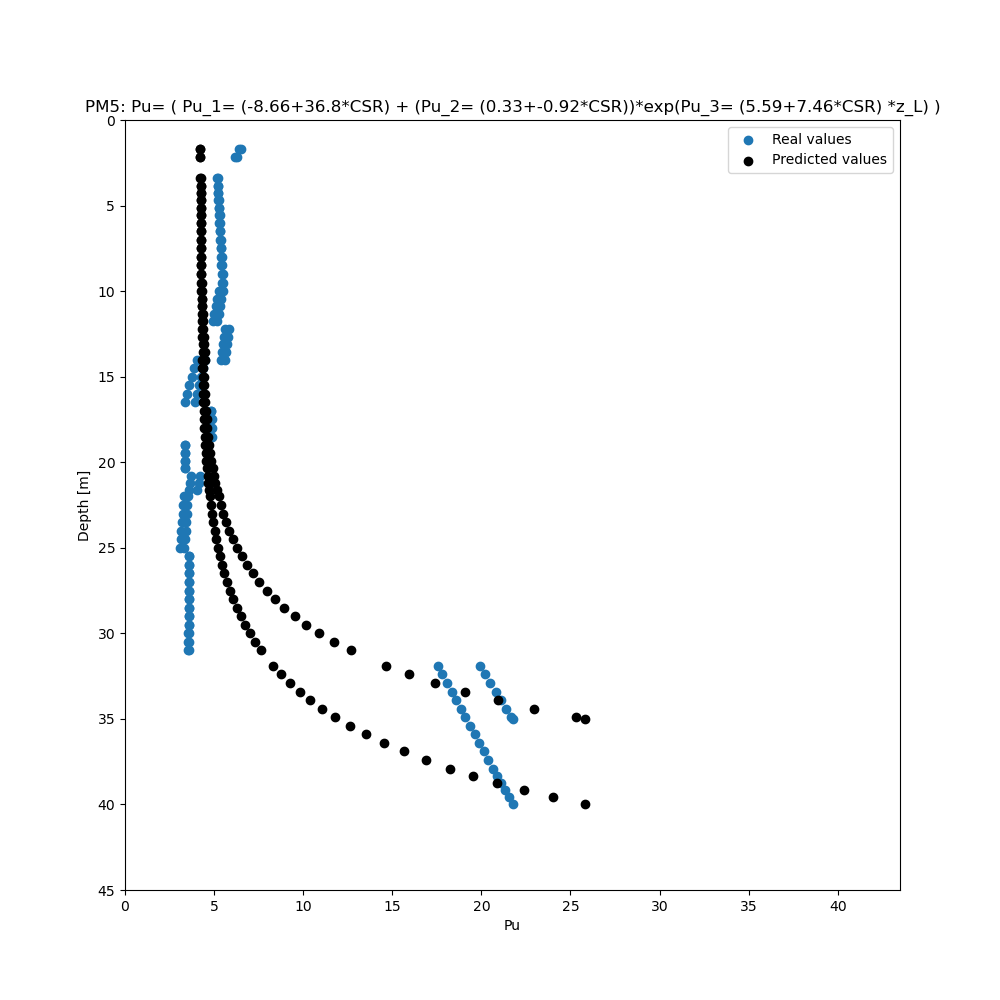 PM5: Pu= ( Pu_1= (-8.66+36.8*CSR) + (Pu_2= (0.33+-0.92*CSR))*exp(Pu_3= (5.59+7.46*CSR) *z_L) )
Real values
Predicted values
0
5
10
15
20
25
30
35
40
45
Depth [m]
0 5 10 15 20 25 30 35 40
Pu